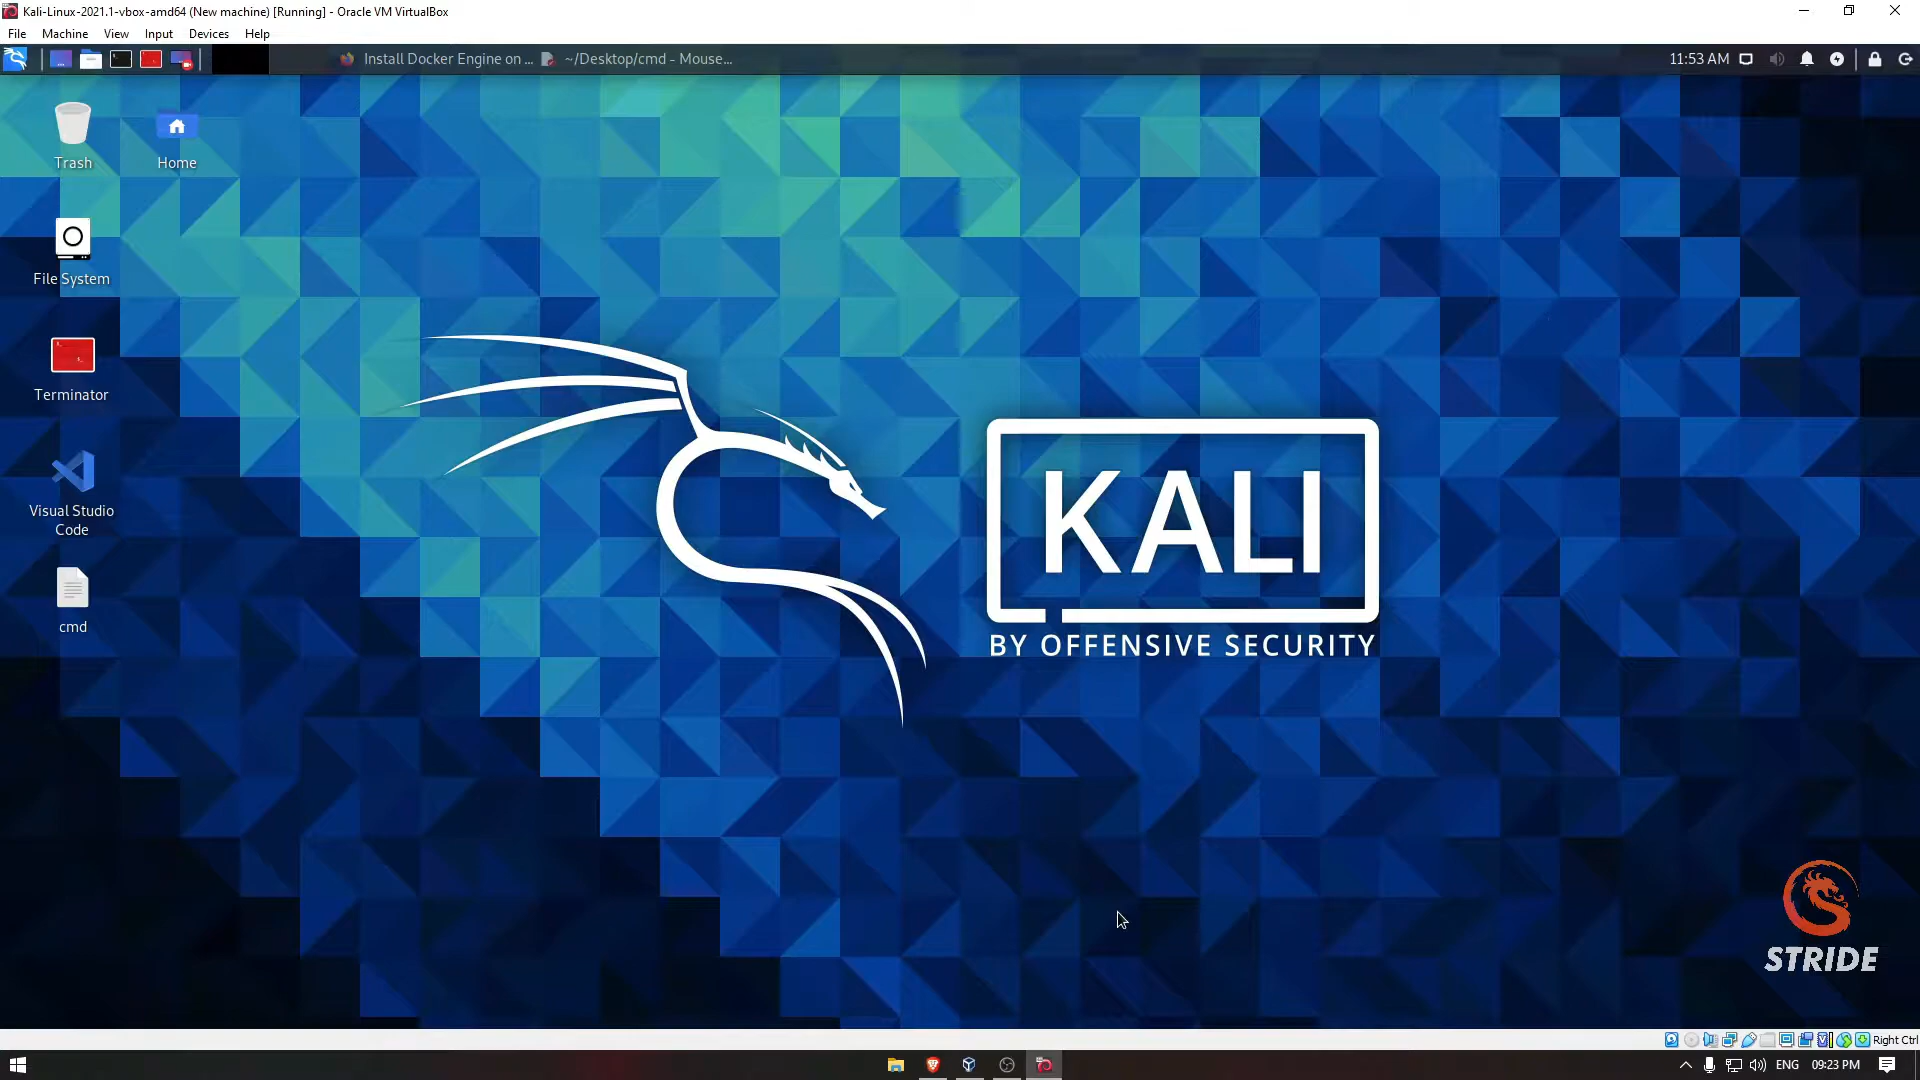 Kali-Linux-2021.1-vbox-amd64 (New machine) [Running] - Oracle VM VirtualBox
File Machine View Input Devices Help
Install Docker Engine on ... ~/Desktop/cmd - Mouse... 11:53 AM
Trash Home
File System
Terminator
Visual Studio
Code
cmd
KALI
BY OFFENSIVE SECURITY
STRIDE
Right Ctrl
ENG 09:23 PM